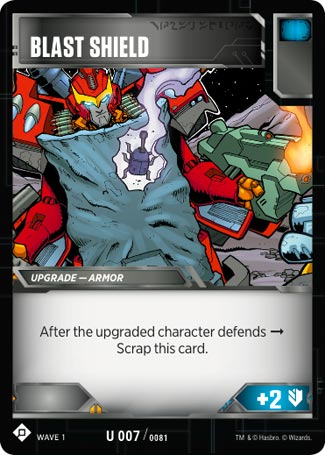 BLAST SHIELD
UPGRADE — ARMOR
After the upgraded character defends →
Scrap this card.
+2
WAVE 1
U 007 / 0081
TM & © Hasbro. © Wizards.